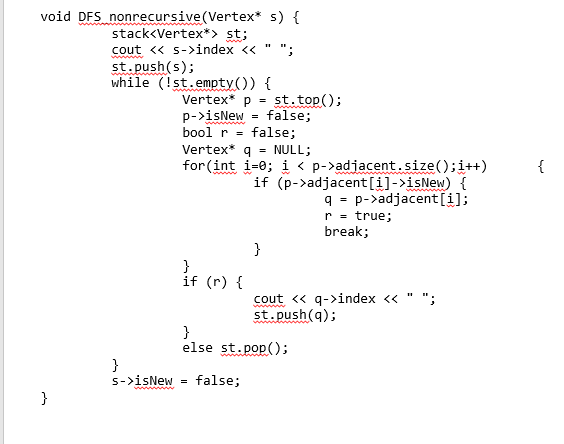 void DFS_nonrecursive(Vertex* s) {
stack<Vertex*> st;
cout << s->index << " ";
st.push(s);
while (!st.empty()) {
Vertex* p = st.top();
p->isNew = false;
bool r = false;
Vertex* q = NULL;
for(int i=0; i < p->adjacent.size();i++) {
if (p->adjacent[i]->isNew) {
q = p->adjacent[i];
r = true;
break;
}
}
if (r) {
cout << q->index << " ";
st.push(q);
}
else st.pop();
}
s->isNew = false;
}